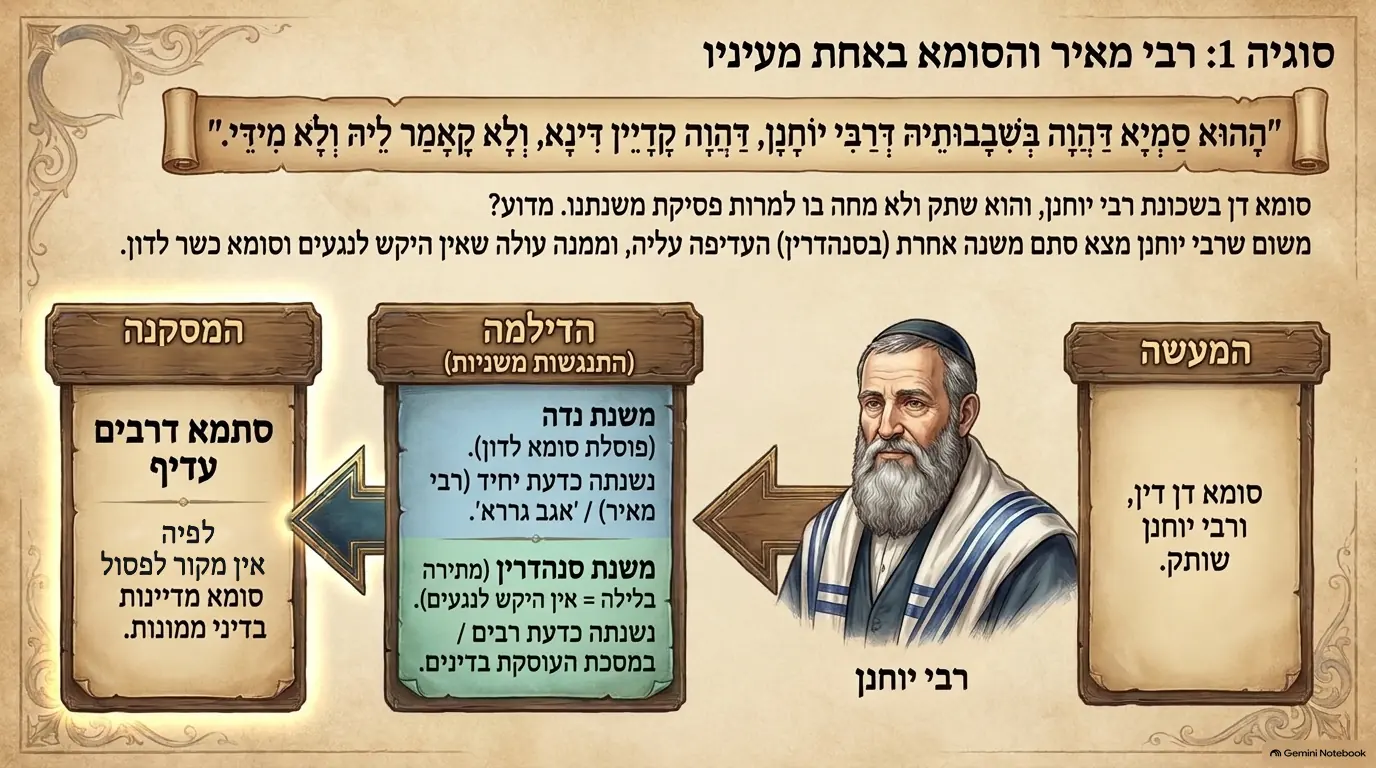 סוגיה 1: רבי מאיר והסומא באחת מעיניו
"הָהוּא סַמְיָא דַּהֲוָה בְּשִׁבָבוּתֵיהּ דְּרַבִּי יוֹחָנָן, דַּהֲוָה קָדָיֵין דִּינָא, וְלָא קָאָמַר לֵיהּ וְלָא מִידֵּי."
סומא דן בשכונת רבי יוחנן, והוא שתק ולא מחה בו למרות פסיקת משנתנו. מדוע?
משום שרבי יוחנן מצא סתם משנה אחרת (בסנהדרין) העדיפה עליה, וממנה עולה שאין היקש לנגעים וסומא כשר לדון.
המעשה
סומא דן דין,
ורבי יוחנן
שותק.
רבי יוחנן
הדילמה
(התנגשות משניות)
משנת נדה
(פוסלת סומא לדון).
נשנתה כדעת יחיד (רבי
מאיר) / 'אגב גררא'.
משנת סנהדרין (מתירה
בלילה = אין היקש לנגעים).
נשנתה כדעת רבים /
במסכת העוסקת בדינים.
המסקנה
סתמא דרבים
עדיף
לפיה
אין מקור לפסול
סומא מדיינות
בדיני ממונות.
Gemini Notebook